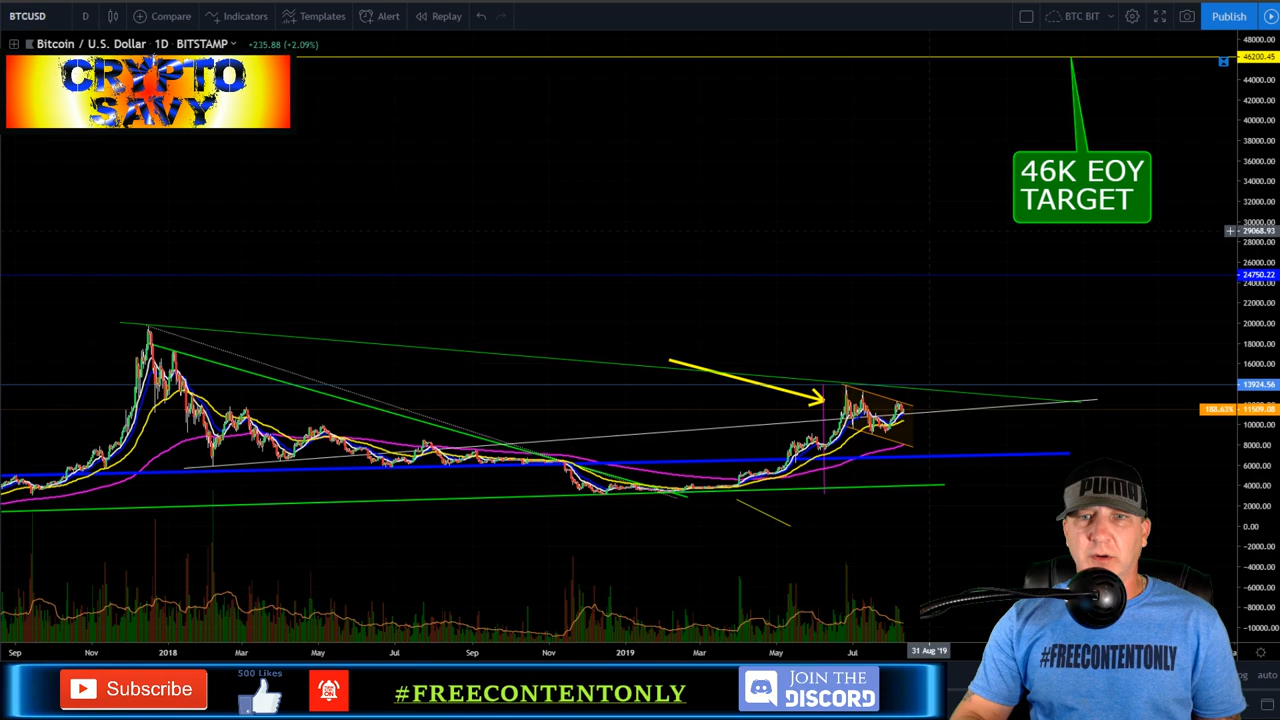 BTCUSD D Compare Indicators Templates Alert Replay BTC BIT Publish
Bitcoin / U.S. Dollar 1D BITSTAMP +235.88 (+2.09%)
CRYPTO
SAVY
46K EOY
TARGET
48000.00
46200.45
44000.00
42000.00
40000.00
38000.00
36000.00
34000.00
32000.00
30000.00
29068.93
28000.00
26000.00
24750.22
24000.00
22000.00
20000.00
18000.00
16000.00
13924.56
188.63% 11509.08
8000.00
6000.00
4000.00
2000.00
0.00
−2000.00
−4000.00
−6000.00
−8000.00
−10000.00
PUMA
#FREECONTENTONLY
Sep Nov 2018 Mar May Jul Sep Nov 2019 Mar May Jul 31 Aug '19
Subscribe
500 Likes
#FREECONTENTONLY
JOIN THE
DISCORD
auto